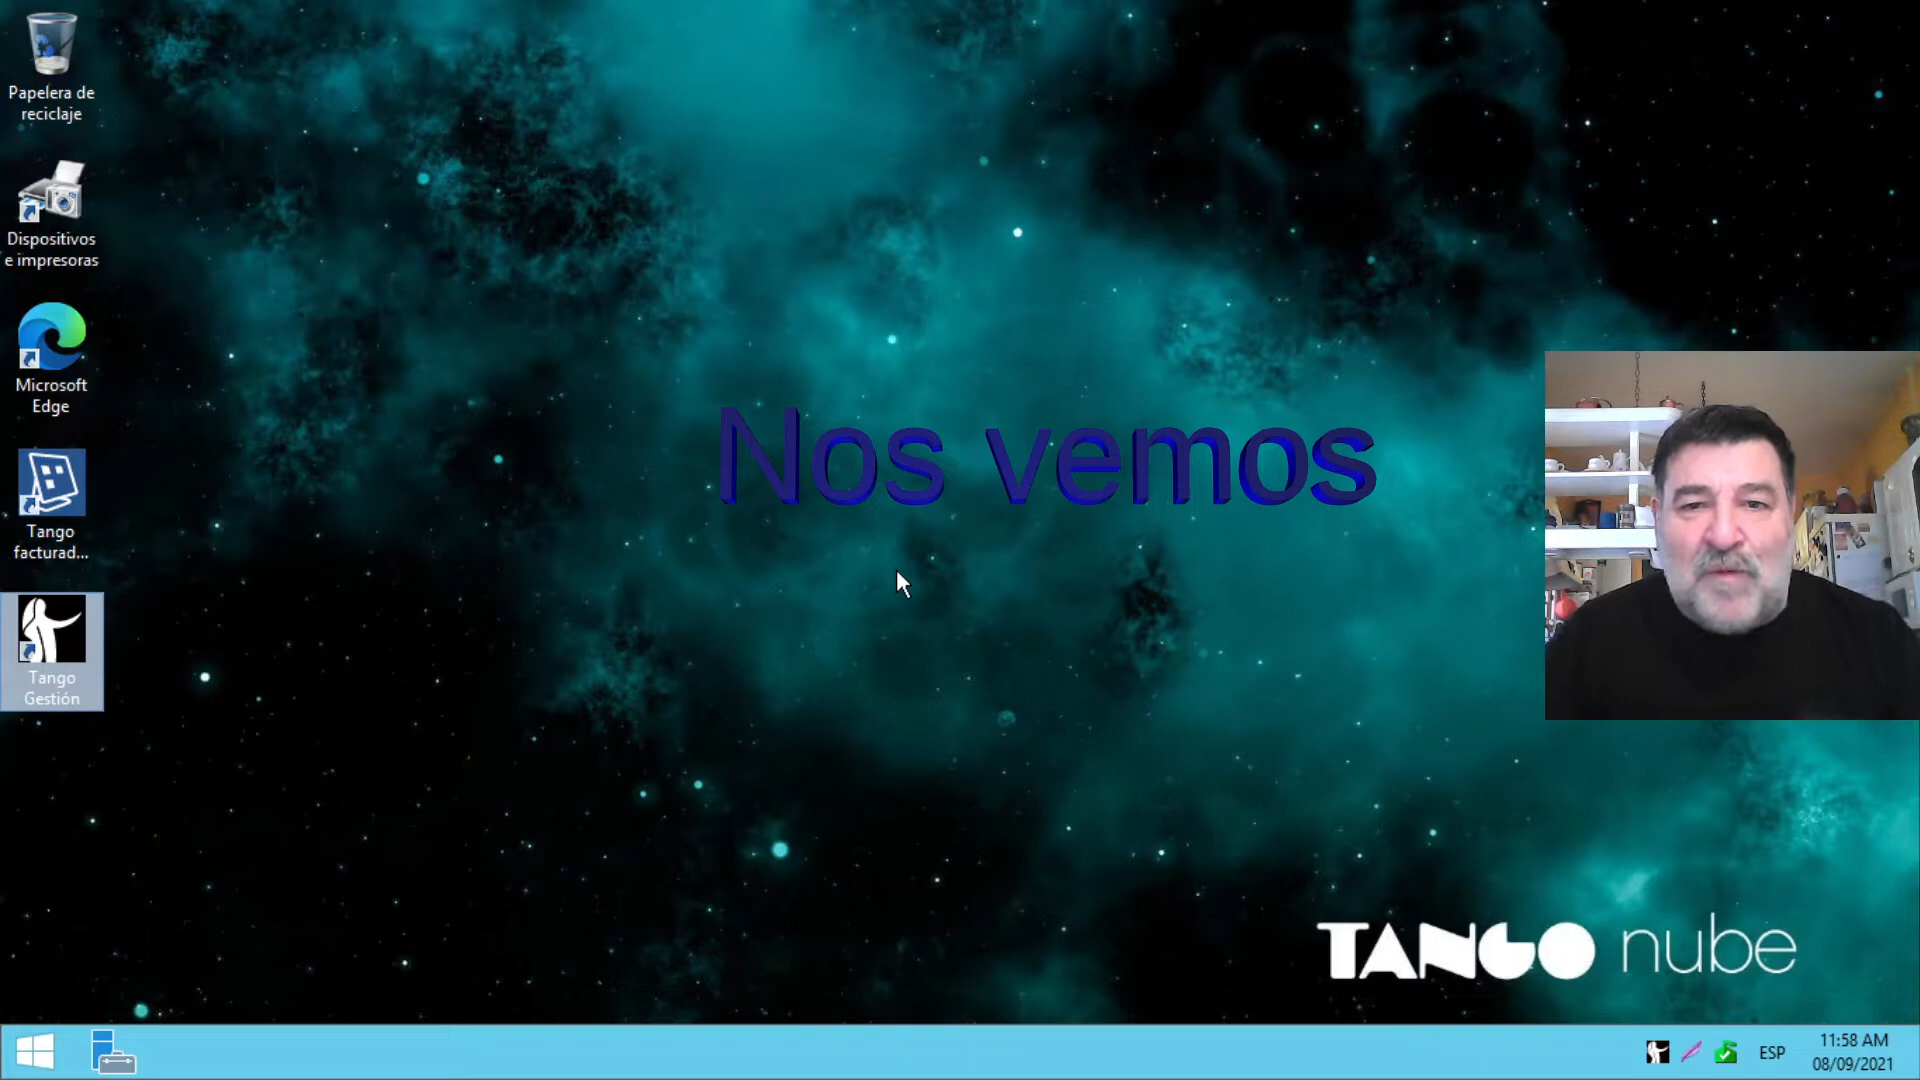 Papelera de
reciclaje
Dispositivos
e impresoras
Microsoft
Edge
Tango
facturad...
Tango
Gestión
Nos vemos
TANGO nube
ESP
11:58 AM
08/09/2021